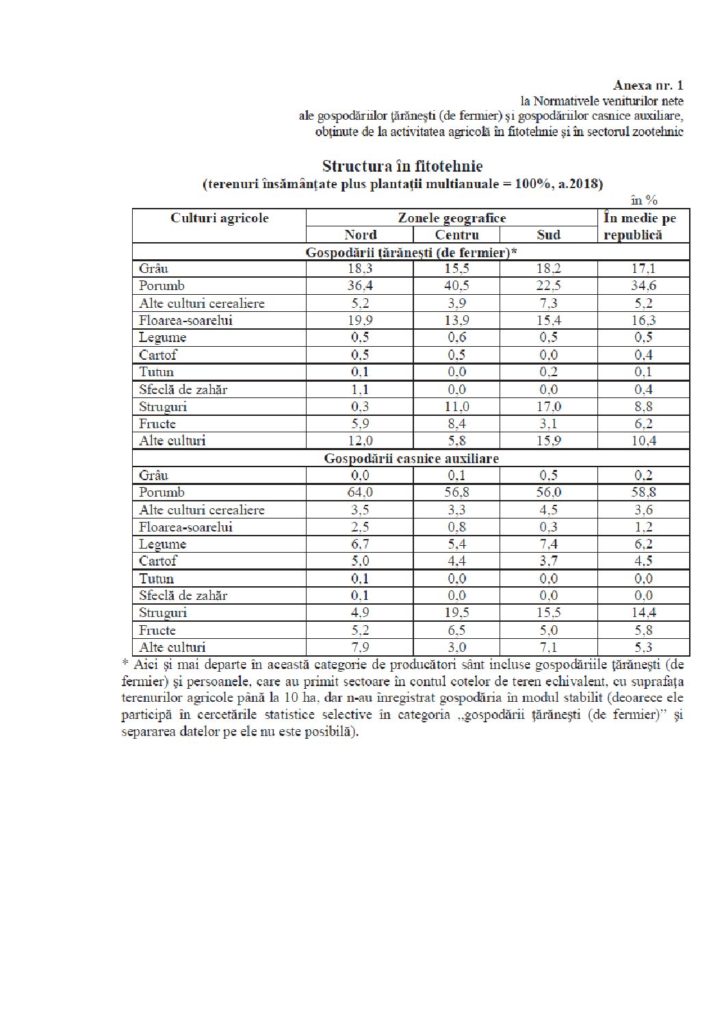 Anexa nr. 1
la Normativele veniturilor nete
ale gospodăriilor ţărăneşti (de fermier) şi gospodăriilor casnice auxiliare,
obţinute de la activitatea agricolă în fitotehnie şi în sectorul zootehnic
Structura în fitotehnie
(terenuri însămânţate plus plantaţii multianuale = 100%, a.2018)
în %
Culturi agricole Zonele geografice În medie pe republică
Nord Centru Sud
Gospodării ţărăneşti (de fermier)*
Grâu 18,3 15,5 18,2 17,1
Porumb 36,4 40,5 22,5 34,6
Alte culturi cerealiere 5,2 3,9 7,3 5,2
Floarea-soarelui 19,9 13,9 15,4 16,3
Legume 0,5 0,6 0,5 0,5
Cartof 0,5 0,5 0,0 0,4
Tutun 0,1 0,0 0,2 0,1
Sfeclă de zahăr 1,1 0,0 0,0 0,4
Struguri 0,3 11,0 17,0 8,8
Fructe 5,9 8,4 3,1 6,2
Alte culturi 12,0 5,8 15,9 10,4
Gospodării casnice auxiliare
Grâu 0,0 0,1 0,5 0,2
Porumb 64,0 56,8 56,0 58,8
Alte culturi cerealiere 3,5 3,3 4,5 3,6
Floarea-soarelui 2,5 0,8 0,3 1,2
Legume 6,7 5,4 7,4 6,2
Cartof 5,0 4,4 3,7 4,5
Tutun 0,1 0,0 0,0 0,0
Sfeclă de zahăr 0,1 0,0 0,0 0,0
Struguri 4,9 19,5 15,5 14,4
Fructe 5,2 6,5 5,0 5,8
Alte culturi 7,9 3,0 7,1 5,3
* Aici şi mai departe în această categorie de producători sânt incluse gospodăriile ţărăneşti (de
fermier) şi persoanele, care au primit sectoare în contul cotelor de teren echivalent, cu suprafaţa
terenurilor agricole până la 10 ha, dar n-au înregistrat gospodăria în modul stabilit (deoarece ele
participă în cercetările statistice selective în categoria „gospodării ţărăneşti (de fermier)” şi
separarea datelor pe ele nu este posibilă).